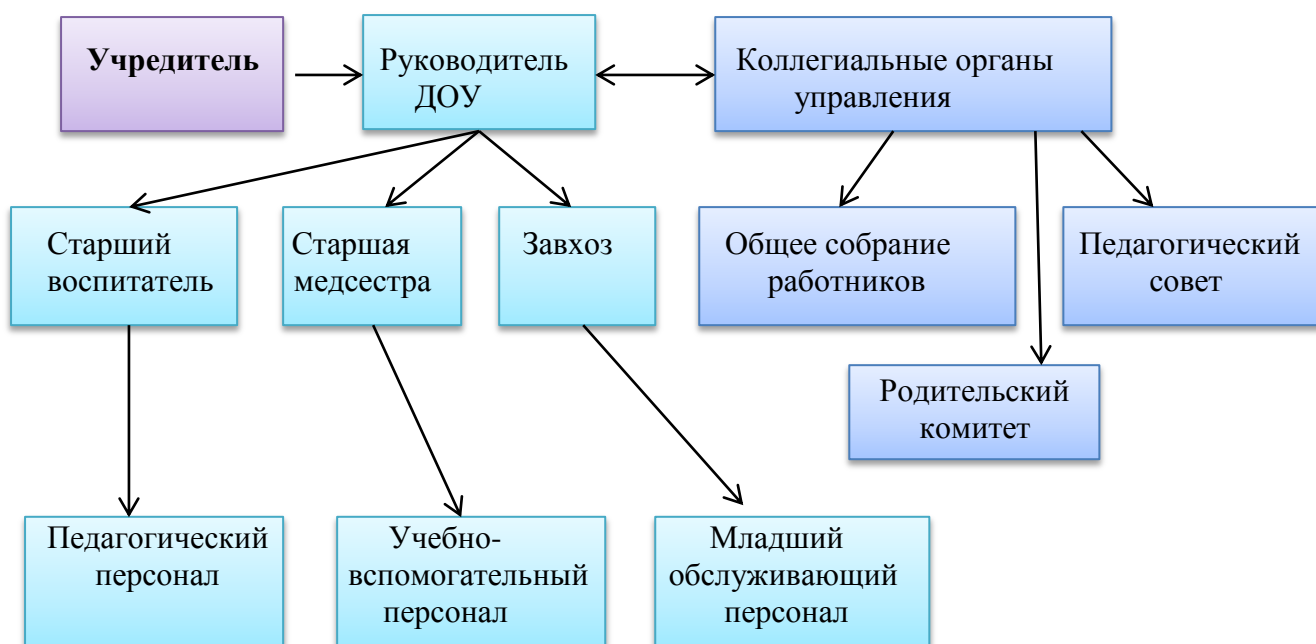 Учредитель
Руководитель
ДОУ
Коллегиальные органы
управления
Старший
воспитатель
Старшая
медсестра
Завхоз
Общее собрание
работников
Педагогический
совет
Родительский
комитет
Педагогический
персонал
Учебно-
вспомогательный
персонал
Младший
обслуживающий
персонал